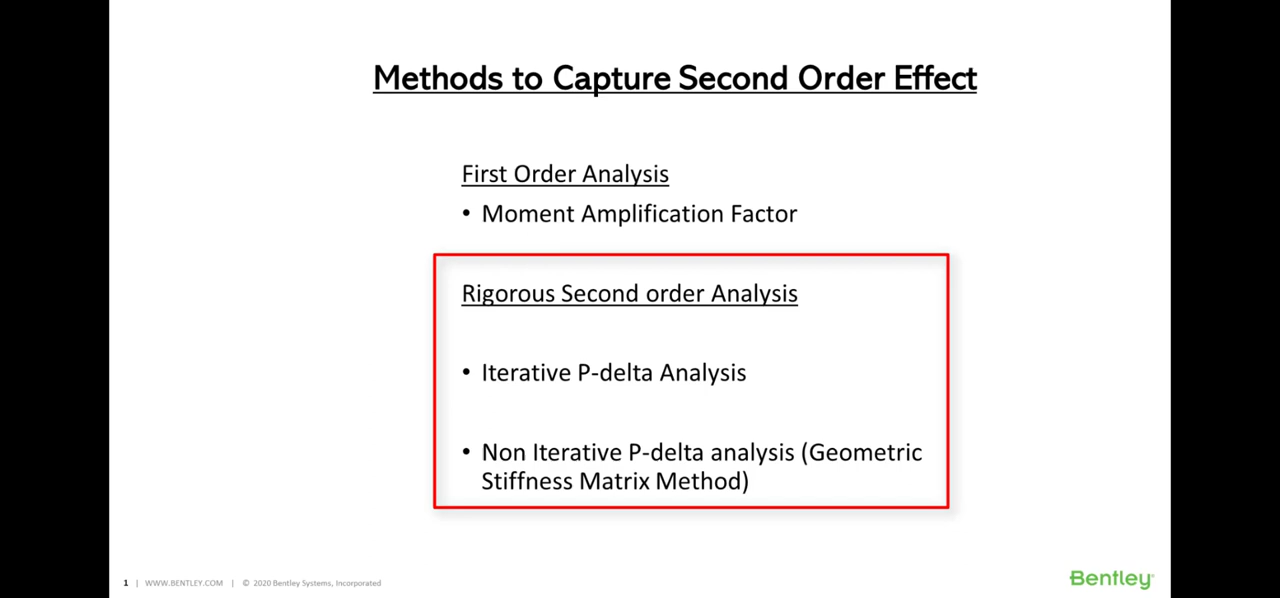 Methods to Capture Second Order Effect
First Order Analysis
• Moment Amplification Factor
Rigorous Second order Analysis
• Iterative P-delta Analysis
• Non Iterative P-delta analysis (Geometric
Stiffness Matrix Method)
1 | WWW.BENTLEY.COM | © 2020 Bentley Systems, Incorporated
Bentley